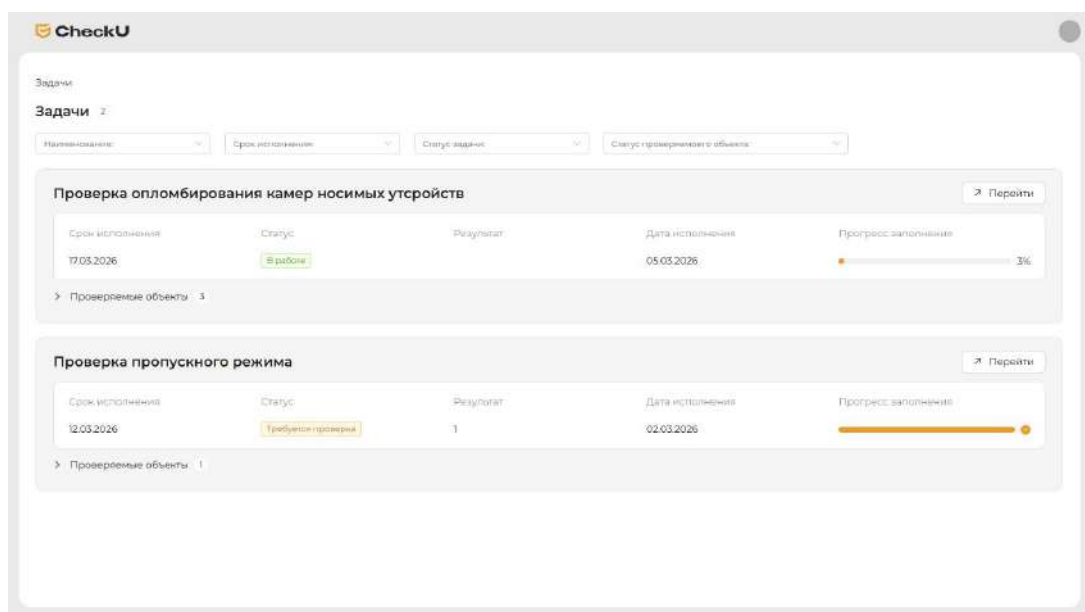 CheckU
Задачи
Задачи 2
Наименование: Срок исполнения: Статус задачи: Статус проверяемого объекта:
Проверка опломбирования камер носимых утсройств Перейти
Срок исполнения Статус Результат Дата исполнения Прогресс заполнения
17.03.2026 В работе 05.03.2026 3%
Проверяемые объекты 3
Проверка пропускного режима Перейти
Срок исполнения Статус Результат Дата исполнения Прогресс заполнения
12.03.2026 Требуется проверка 1 02.03.2026
Проверяемые объекты 1